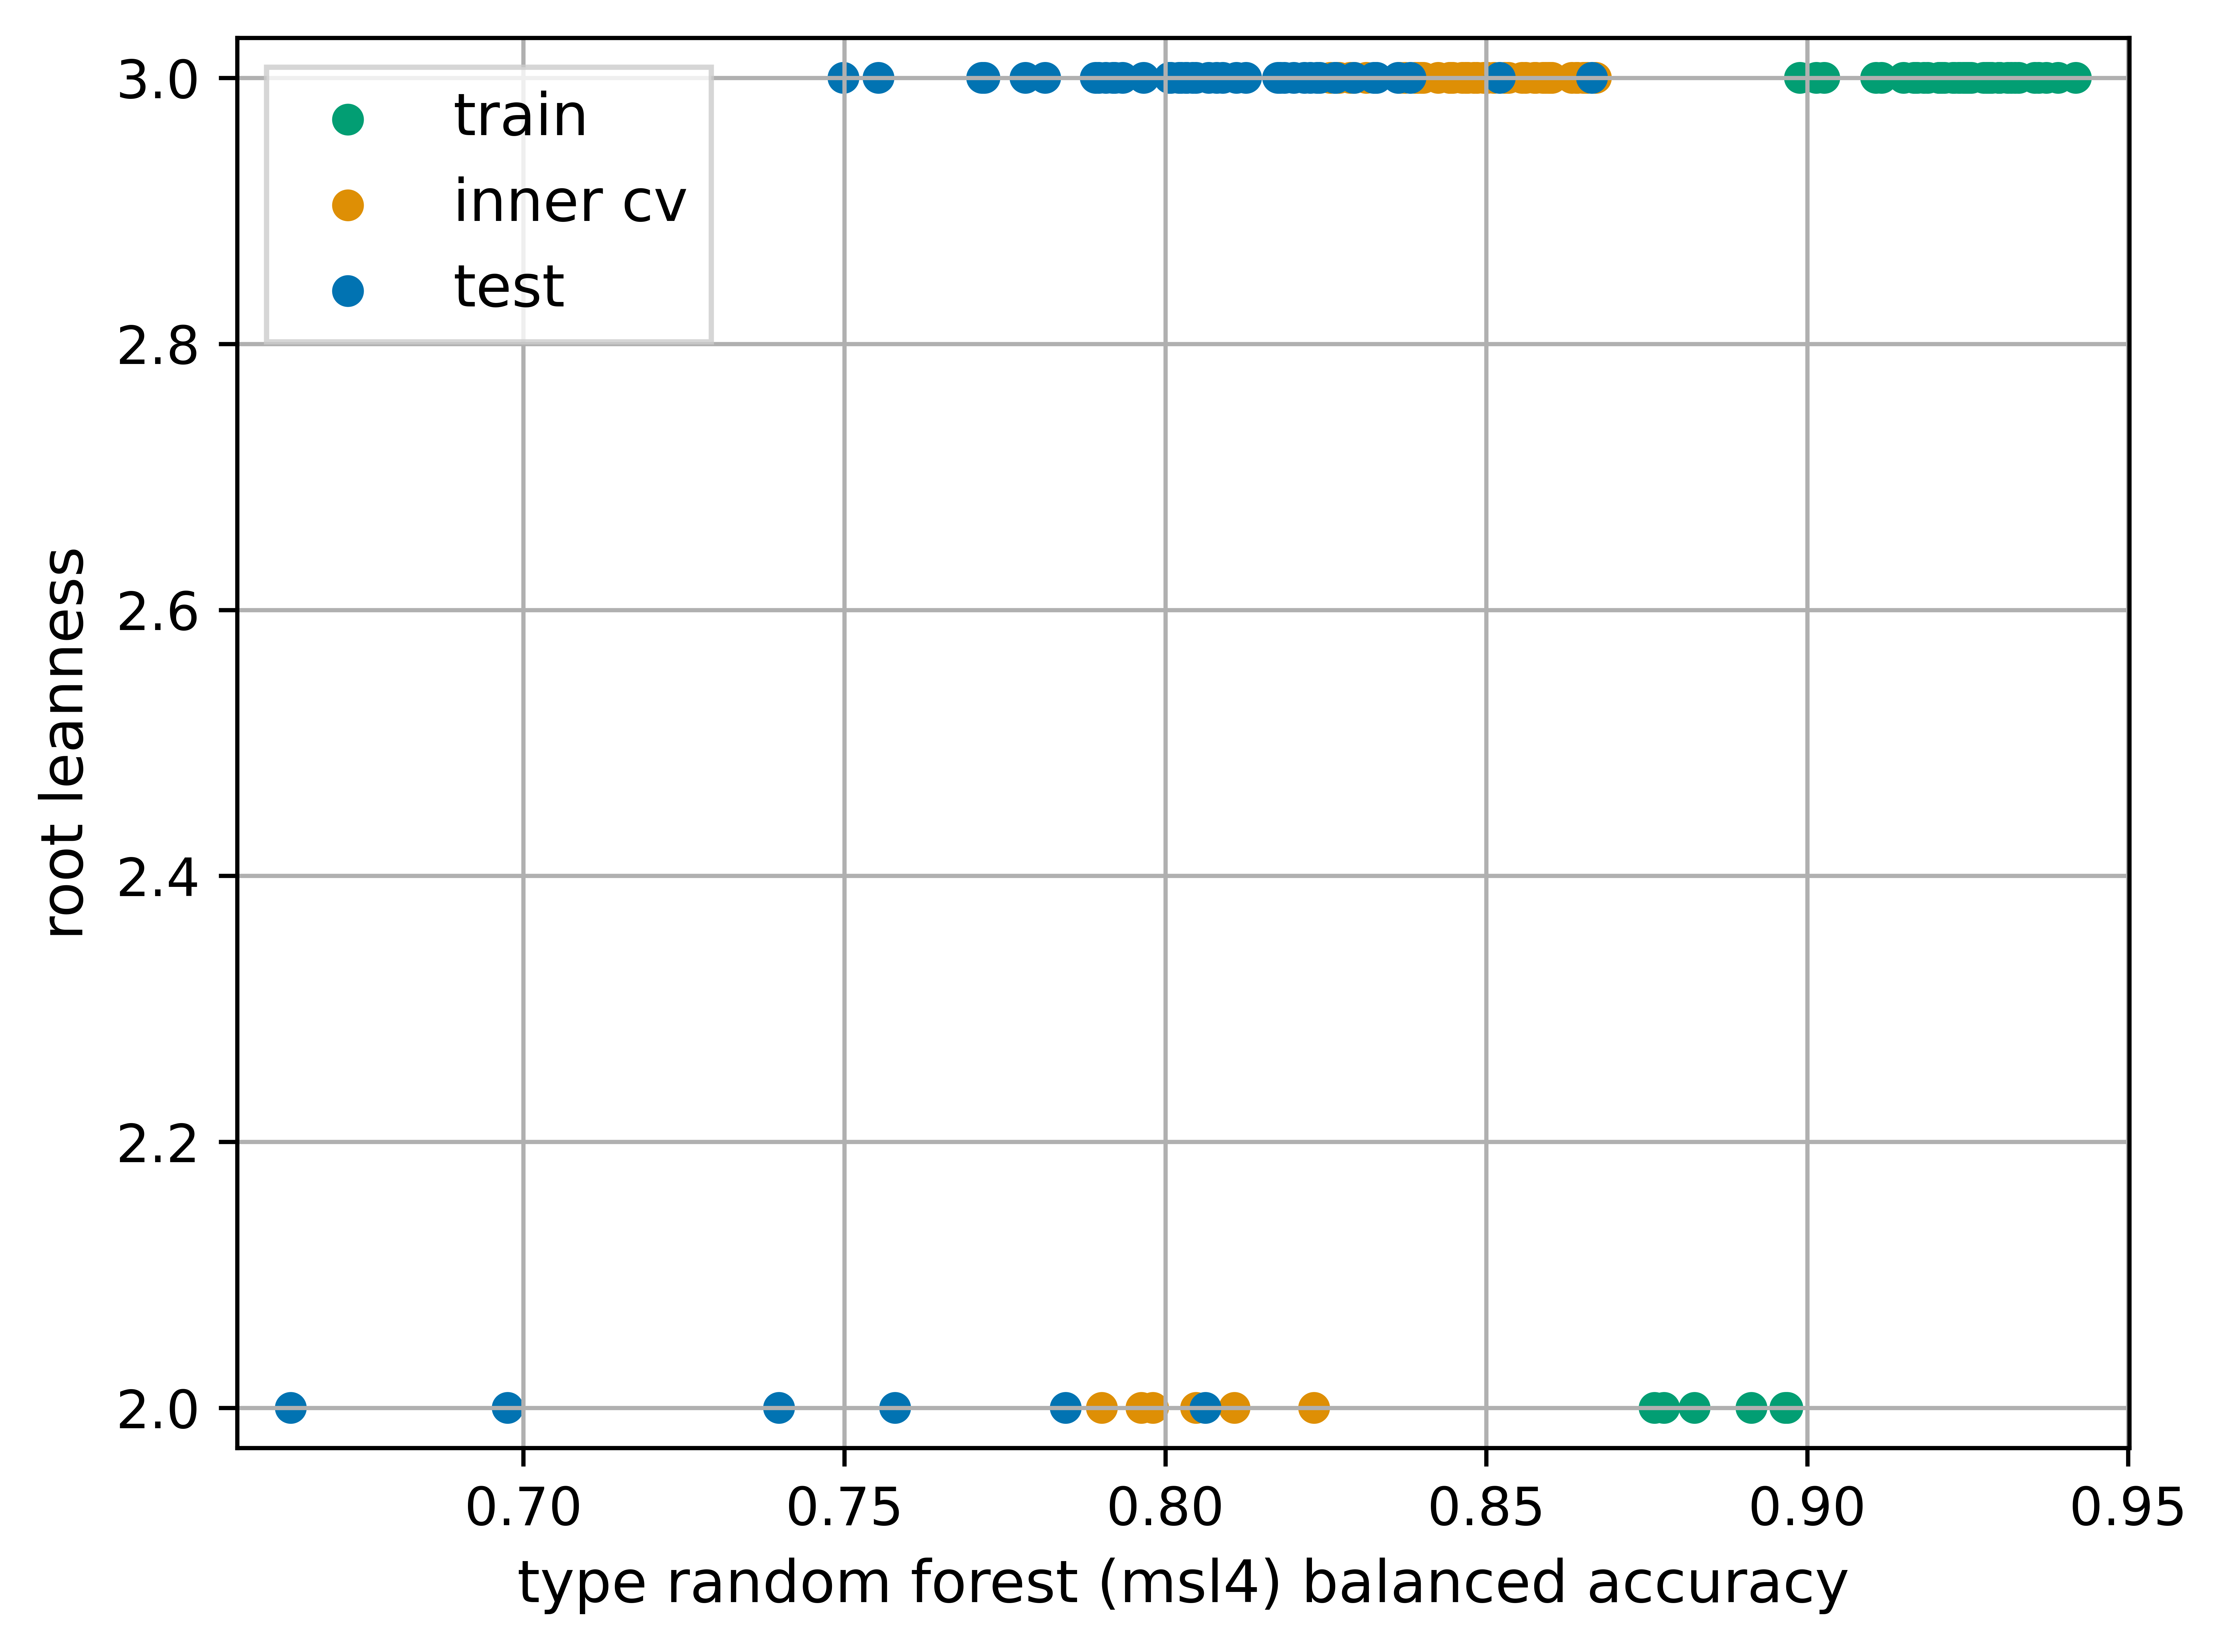 train
inner cv
test
3.0
2.8
2.6
2.4
2.2
2.0
root leanness
0.70 0.75 0.80 0.85 0.90 0.95
type random forest (msl4) balanced accuracy